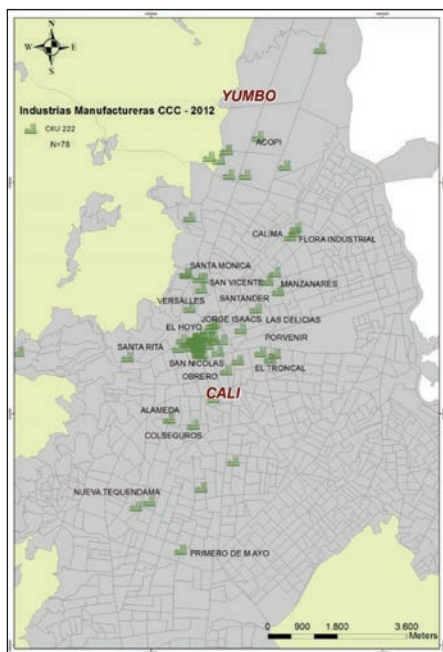 N
W E
S
YUMBO
Industrias Manufactureras CCC - 2012
CIIU 222
N=78
ACOPI
CALIMA
FLORA INDUSTRIAL
SANTA MONICA
SAN VICENTE
MANZANARES
VERSALLES
SANTANDER
JORGE ISAACS
LAS DELICIAS
EL HOYO
PORVENIR
SANTA RITA
SAN NICOLAS
EL TRONCAL
OBRERO
CALI
ALAMEDA
COLSEGUROS
NUEVA TEQUENDAMA
PRIMERO DE MAYO
0 900 1.800 3.600
Meters